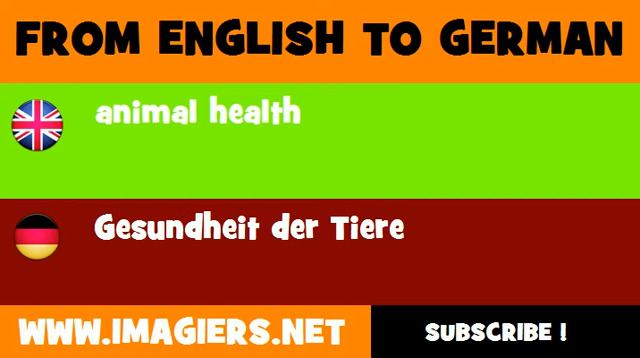 FROM ENGLISH TO GERMAN
animal health
Gesundheit der Tiere
WWW.IMAGIERS.NET
SUBSCRIBE !